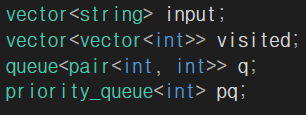 vector<string> input;
vector<vector<int>> visited;
queue<pair<int, int>> q;
priority_queue<int> pq;